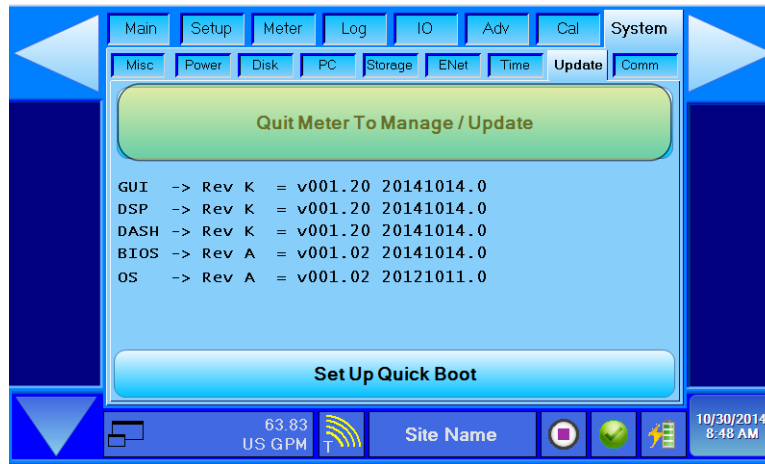 Main Setup Meter Log IO Adv Cal System
Misc Power Disk PC Storage ENet Time Update Comm
Quit Meter To Manage / Update
GUI -> Rev K = v001.20 20141014.0
DSP -> Rev K = v001.20 20141014.0
DASH -> Rev K = v001.20 20141014.0
BIOS -> Rev A = v001.02 20141014.0
OS -> Rev A = v001.02 20121011.0
Set Up Quick Boot
63.83
US GPM
T
Site Name
10/30/2014
8:48 AM